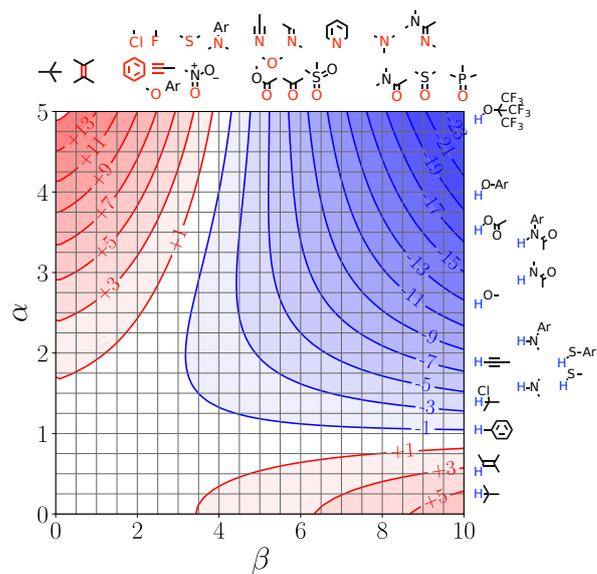 Ar
Cl F S N N N N N N
N
O N⁺ O⁻ O O S O N S P
O Ar O O O O O O O
5
4
3
2
1
0
α
0 2 4 6 8 10
β
+13
+11
+9
+7
+5
+3
+1
-23
-21
-19
-17
-15
-13
-11
-9
-7
-5
-3
-1
+1
+3
+5
CF₃
H O CF₃
CF₃
H O-Ar
H O O
Ar
H N O
H N O
H O
Ar
H-N
H
S-Ar
H
S
H
Cl
H
H-N
H
H
H